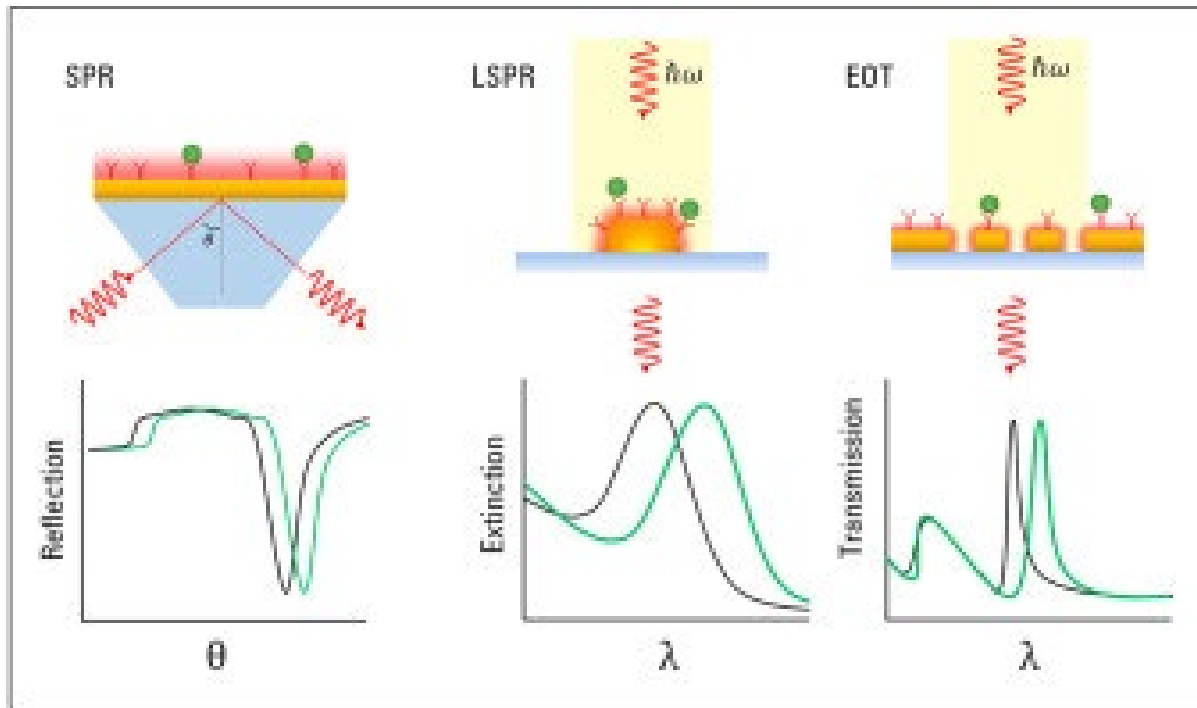 SPR
LSPR
ħω
EOT
ħω
Reflection
θ
Extinction
λ
Transmission
λ